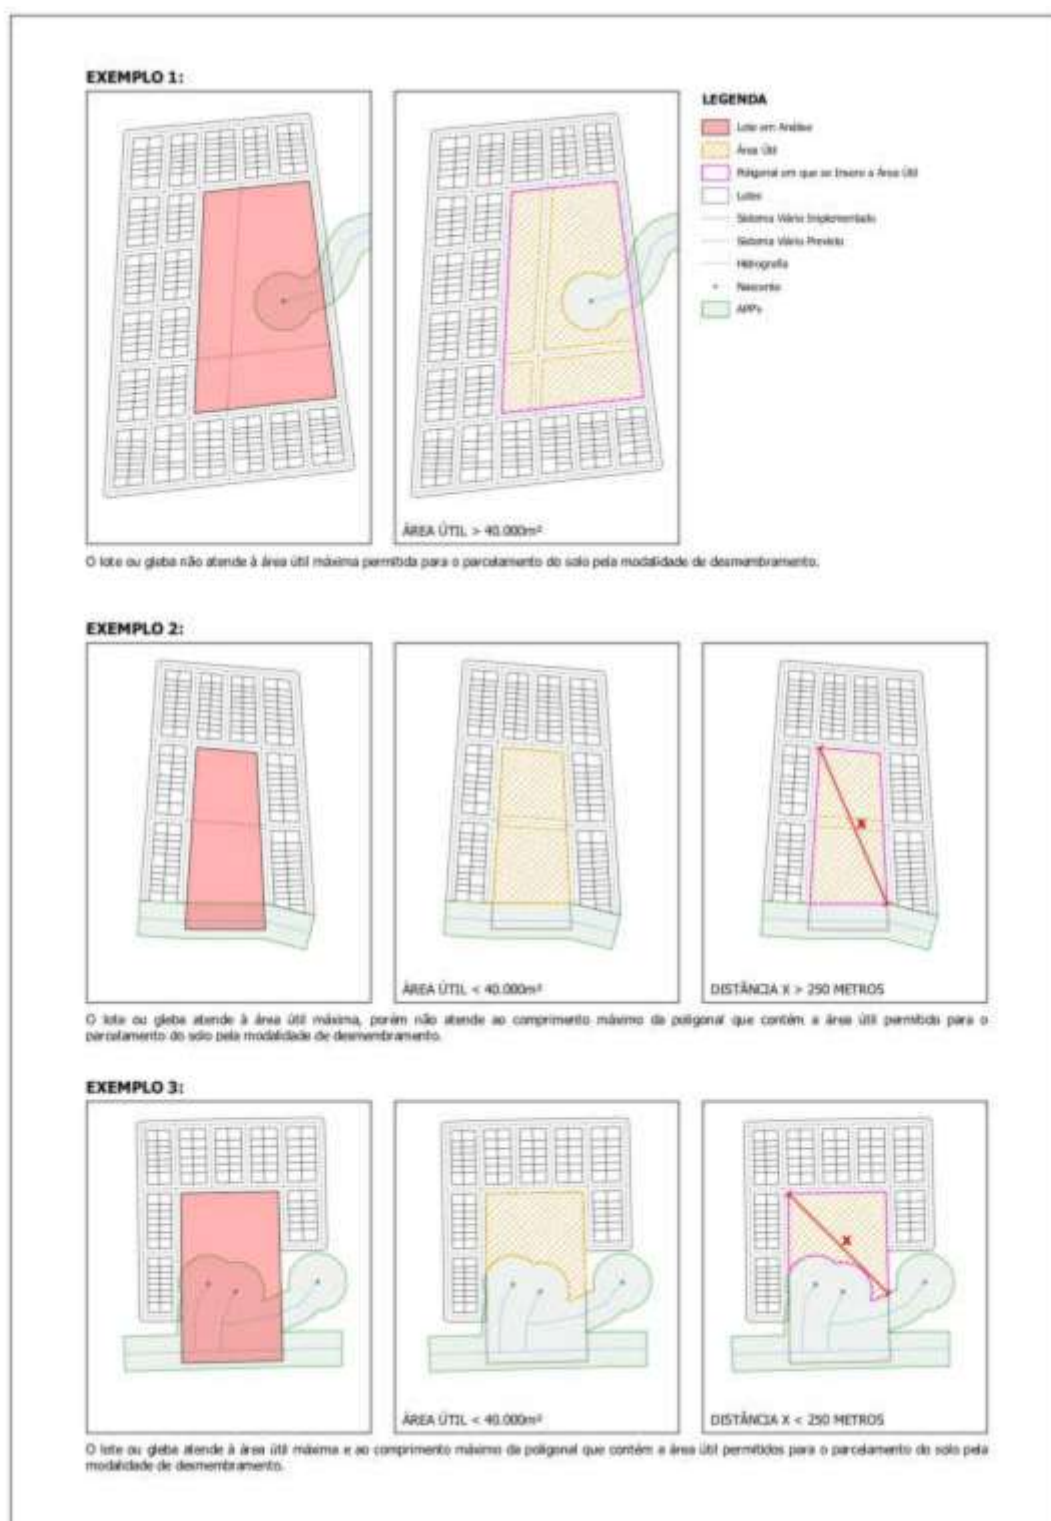 EXEMPLO 1:
LEGENDA
Lote em Análise
Área Útil
Poligonal em que se Insere a Área Útil
Lotes
Sistema Viário Implementado
Sistema Viário Previsto
Hidrografia
Nascente
APPs
ÁREA ÚTIL > 40.000m²
O lote ou gleba não atende à área útil máxima permitida para o parcelamento do solo pela modalidade de desmembramento.
EXEMPLO 2:
X
ÁREA ÚTIL < 40.000m²
DISTÂNCIA X > 250 METROS
O lote ou gleba atende à área útil máxima, porém não atende ao comprimento máximo da poligonal que contém a área útil permitido para o
parcelamento do solo pela modalidade de desmembramento.
EXEMPLO 3:
X
ÁREA ÚTIL < 40.000m²
DISTÂNCIA X < 250 METROS
O lote ou gleba atende à área útil máxima e ao comprimento máximo da poligonal que contém a área útil permitidos para o parcelamento do solo pela
modalidade de desmembramento.